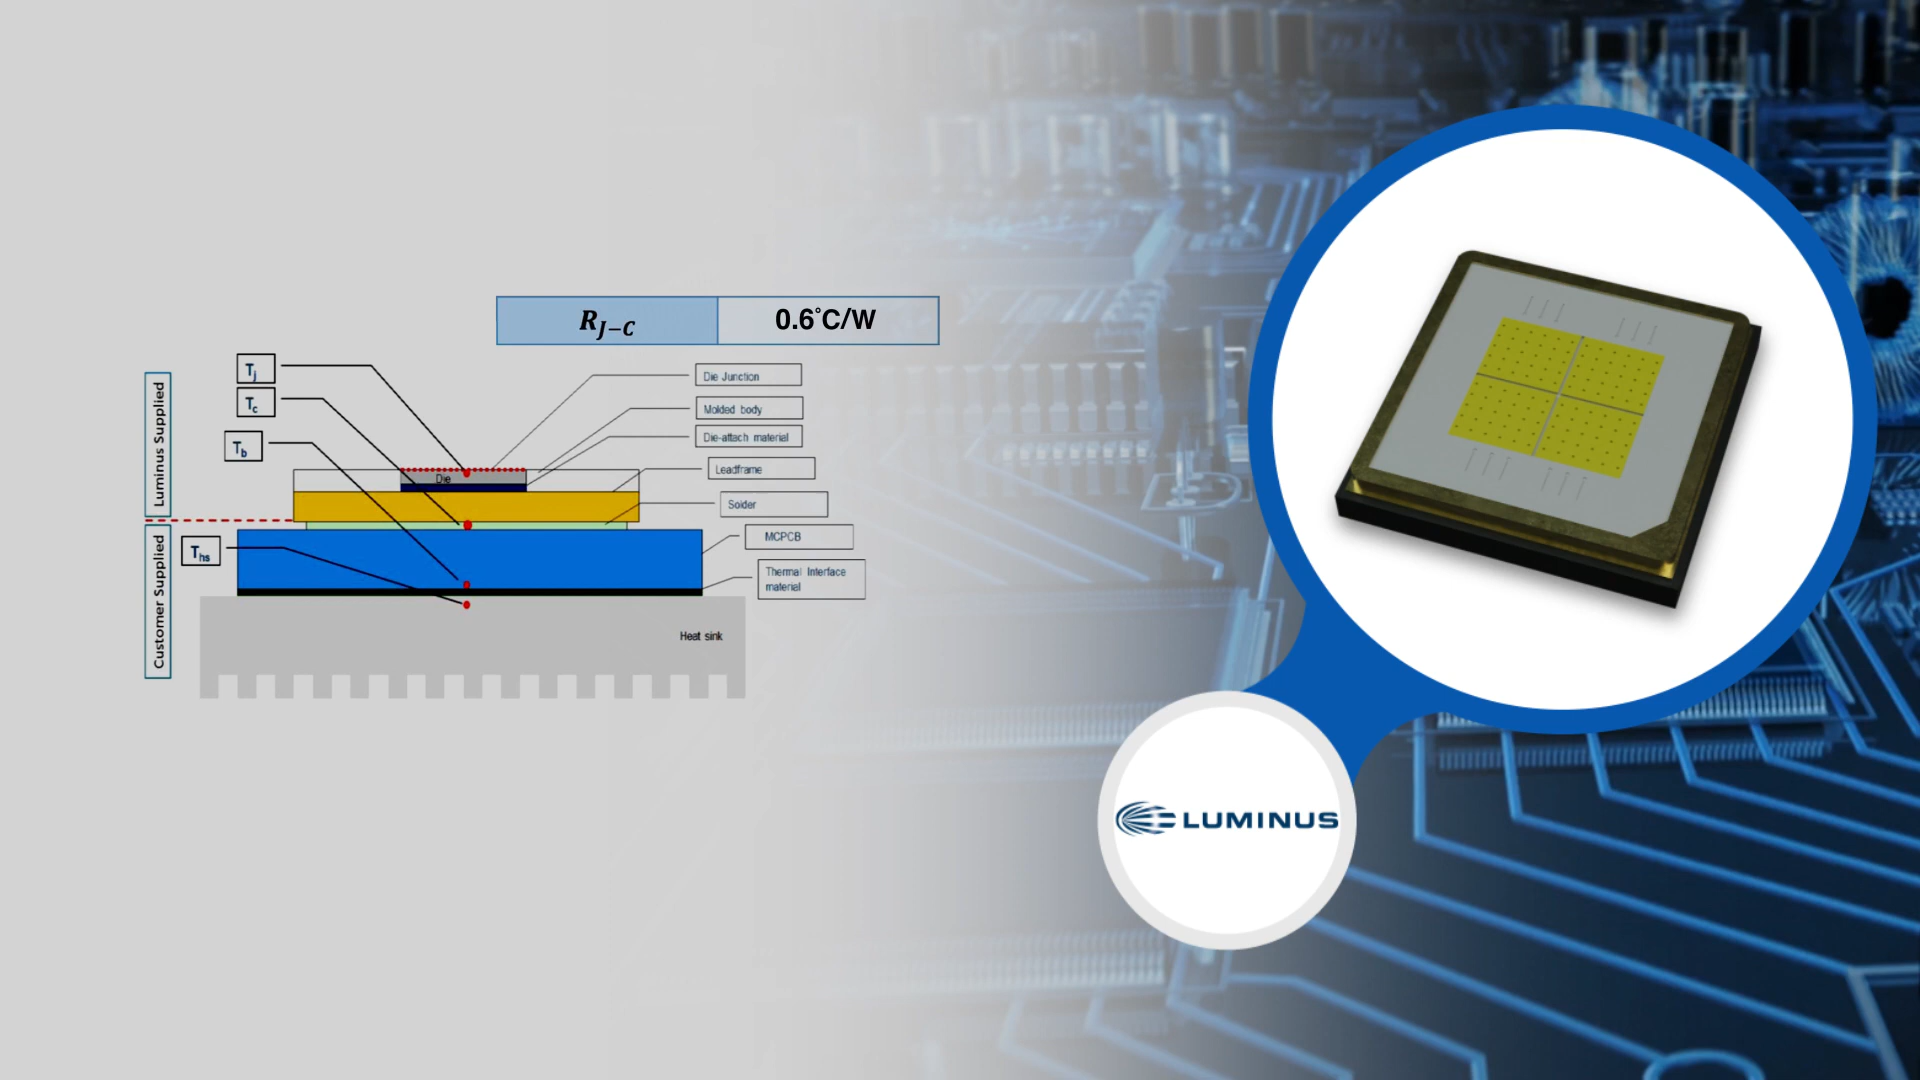 R_J−C
0.6°C/W
Luminus Supplied
Customer Supplied
Tj
Tc
Tb
Ths
Die Junction
Molded body
Die-attach material
Leadframe
Solder
MCPCB
Thermal Interface
material
Die
Heat sink
LUMINUS